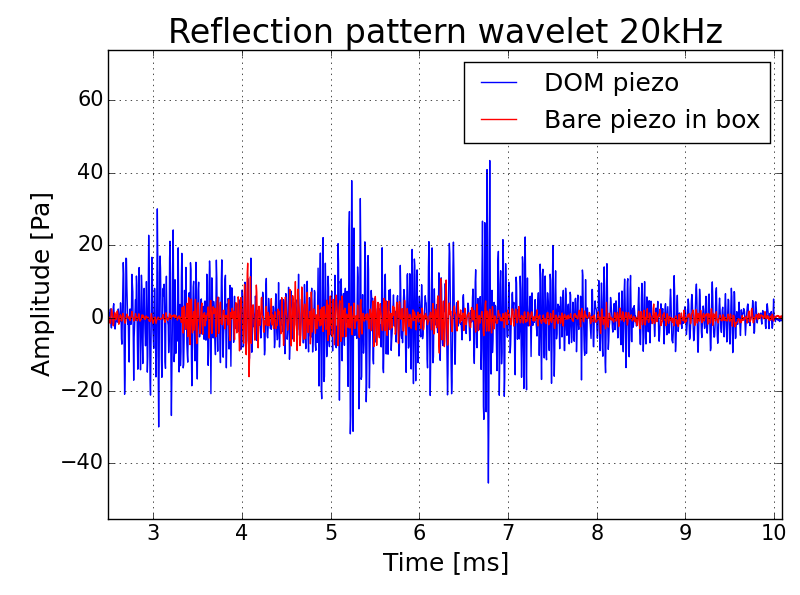 Reflection pattern wavelet 20kHz
DOM piezo
Bare piezo in box
60
40
20
0
−20
−40
Amplitude [Pa]
3 4 5 6 7 8 9 10
Time [ms]